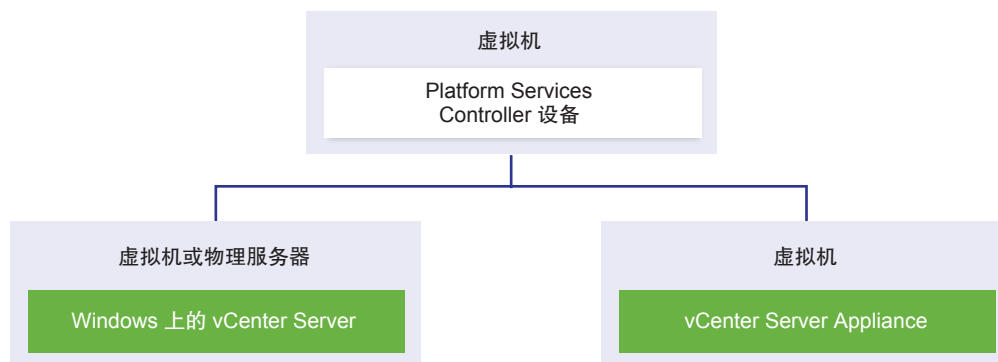 虚拟机
Platform Services
Controller 设备
虚拟机或物理服务器
Windows 上的 vCenter Server
虚拟机
vCenter Server Appliance